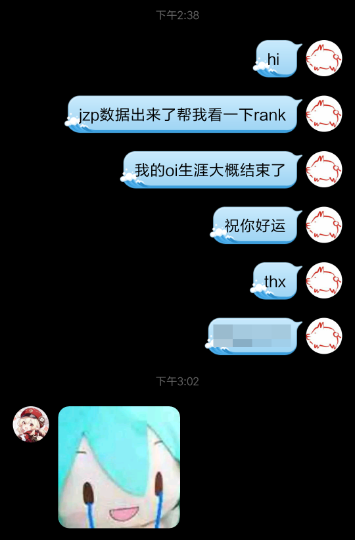 下午2:38
hi
jzp数据出来了帮我看一下rank
我的oi生涯大概结束了
祝你好运
thx
下午3:02